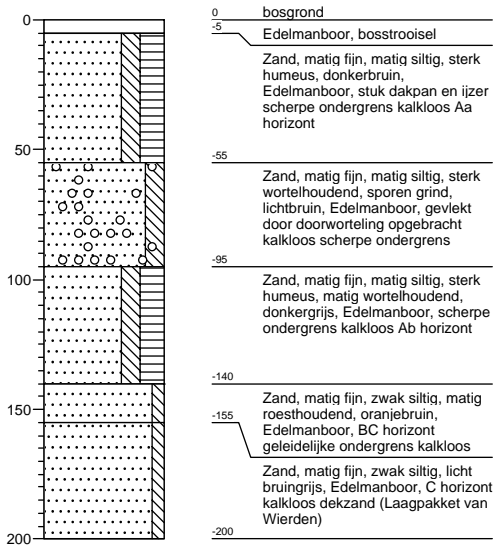 0
50
100
150
200
0
bosgrond
-5
Edelmanboor, bosstrooisel
Zand, matig fijn, matig siltig, sterk
humeus, donkerbruin,
Edelmanboor, stuk dakpan en ijzer
scherpe ondergrens kalkloos Aa
horizont
-55
Zand, matig fijn, matig siltig, sterk
wortelhoudend, sporen grind,
lichtbruin, Edelmanboor, gevlekt
door doorworteling opgebracht
kalkloos scherpe ondergrens
-95
Zand, matig fijn, matig siltig, sterk
humeus, matig wortelhoudend,
donkergrijs, Edelmanboor, scherpe
ondergrens kalkloos Ab horizont
-140
Zand, matig fijn, zwak siltig, matig
roesthoudend, oranjebruin,
Edelmanboor, BC horizont
geleidelijke ondergrens kalkloos
-155
Zand, matig fijn, zwak siltig, licht
bruingrijs, Edelmanboor, C horizont
kalkloos dekzand (Laagpakket van
Wierden)
-200